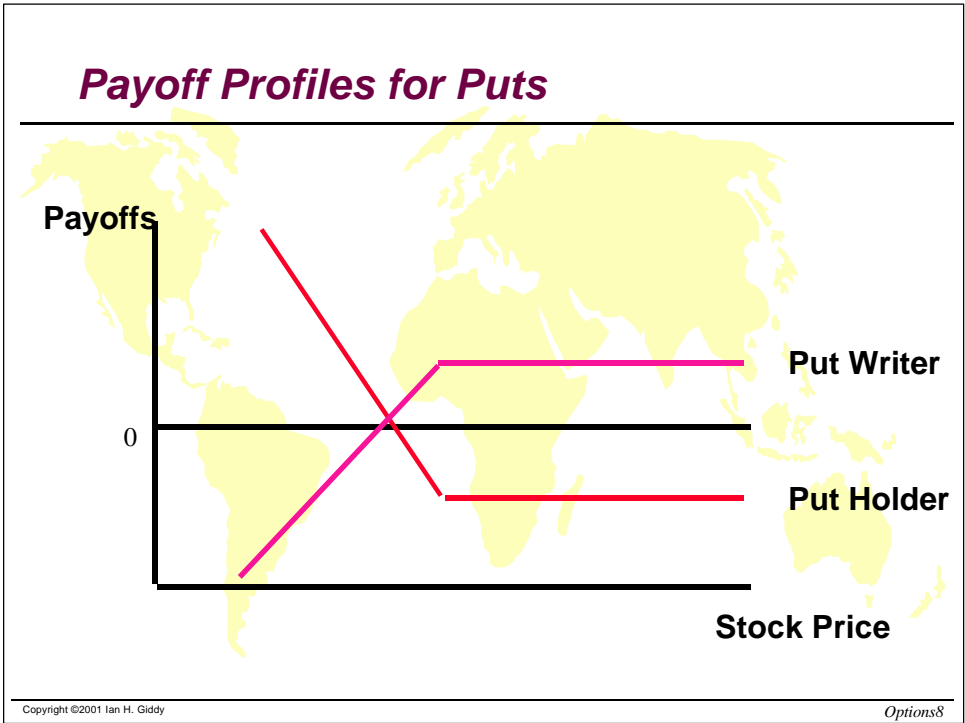 Payoff Profiles for Puts
Payoffs
Put Writer
0
Put Holder
Stock Price
Copyright ©2001 Ian H. Giddy
Options8